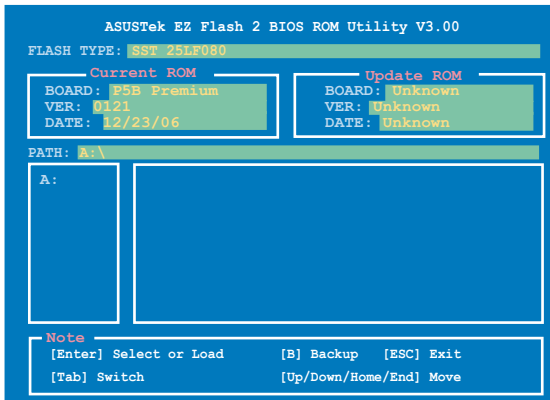 ASUSTek EZ Flash 2 BIOS ROM Utility V3.00
FLASH TYPE: SST 25LF080
Current ROM
BOARD: P5B Premium
VER: 0121
DATE: 12/23/06
Update ROM
BOARD: Unknown
VER: Unknown
DATE: Unknown
PATH: A:\
A:
Note
[Enter] Select or Load [B] Backup [ESC] Exit
[Tab] Switch [Up/Down/Home/End] Move